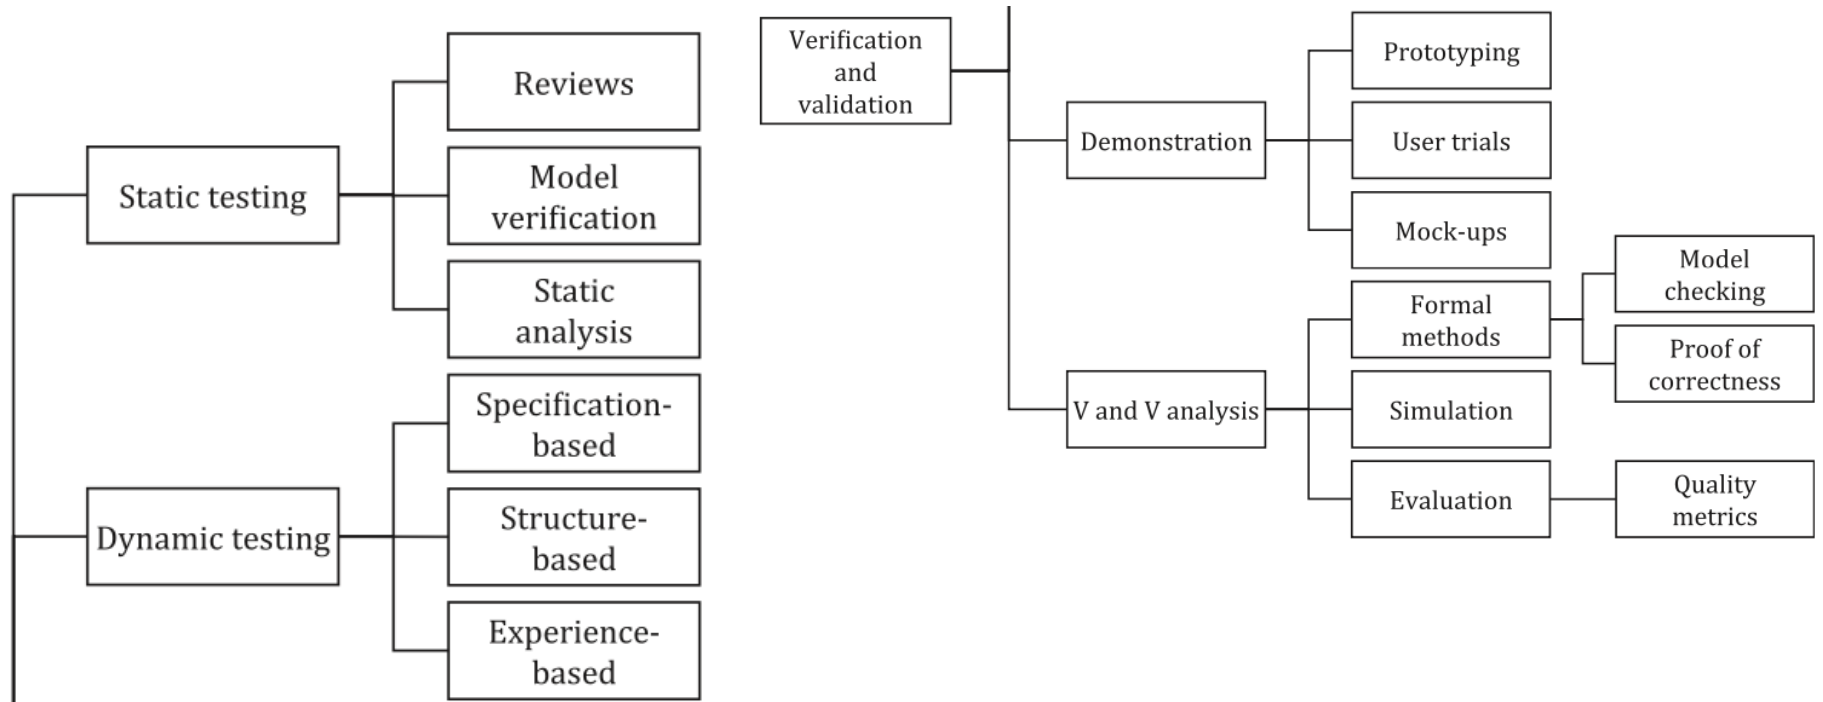 Reviews
Static testing
Model
verification
Static
analysis
Specification-
based
Dynamic testing
Structure-
based
Experience-
based
Verification
and
validation
Prototyping
Demonstration
User trials
Mock-ups
Formal
methods
Model
checking
Proof of
correctness
V and V analysis
Simulation
Evaluation
Quality
metrics